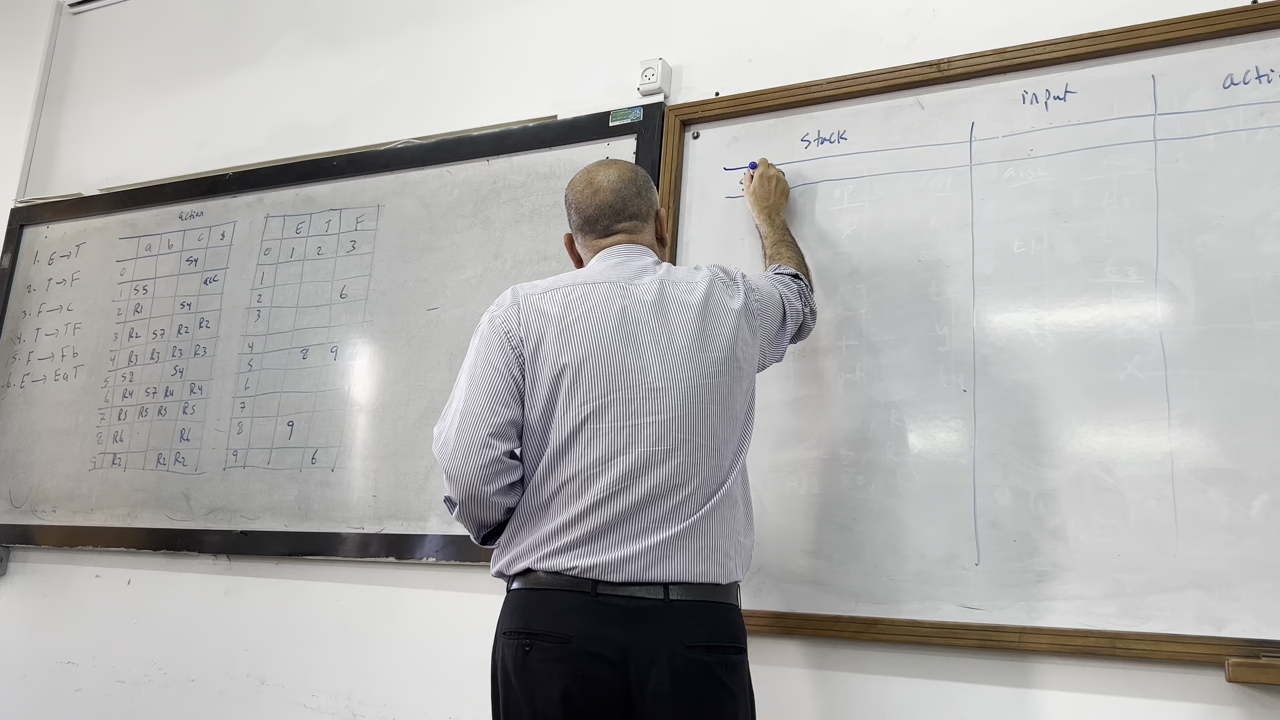 action
1. E → T
2. T → F
3. F → c
4. T → TF
5. F → Fb
6. E → EaT
a b c $
0 S4
1 S5 acc
2 R1 S4
3 R2 S7 R2 R2
4 R3 R3 R3 R3
5 S8 S4
6 R4 S7 R4 R4
7 R5 R5 R5 R5
8 R6 R6
9 R2 R2 R2
E T F
0 1 2 3
1
2 6
3
4
5 8 9
6
7
8 9
9 6
stack input